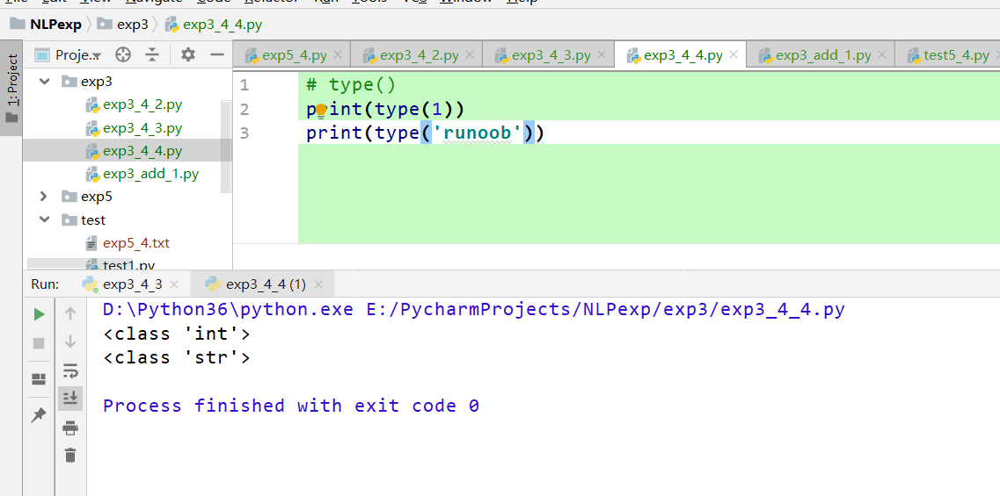 NLPexp exp3 exp3_4_4.py
1: Project
Proje..
exp5_4.py exp3_4_2.py exp3_4_3.py exp3_4_4.py exp3_add_1.py test5_4.py
exp3
exp3_4_2.py
exp3_4_3.py
exp3_4_4.py
exp3_add_1.py
exp5
test
exp5_4.txt
test1.py
1 # type()
2 print(type(1))
3 print(type('runoob'))
Run: exp3_4_3 exp3_4_4 (1)
D:\Python36\python.exe E:/PycharmProjects/NLPexp/exp3/exp3_4_4.py
<class 'int'>
<class 'str'>
Process finished with exit code 0